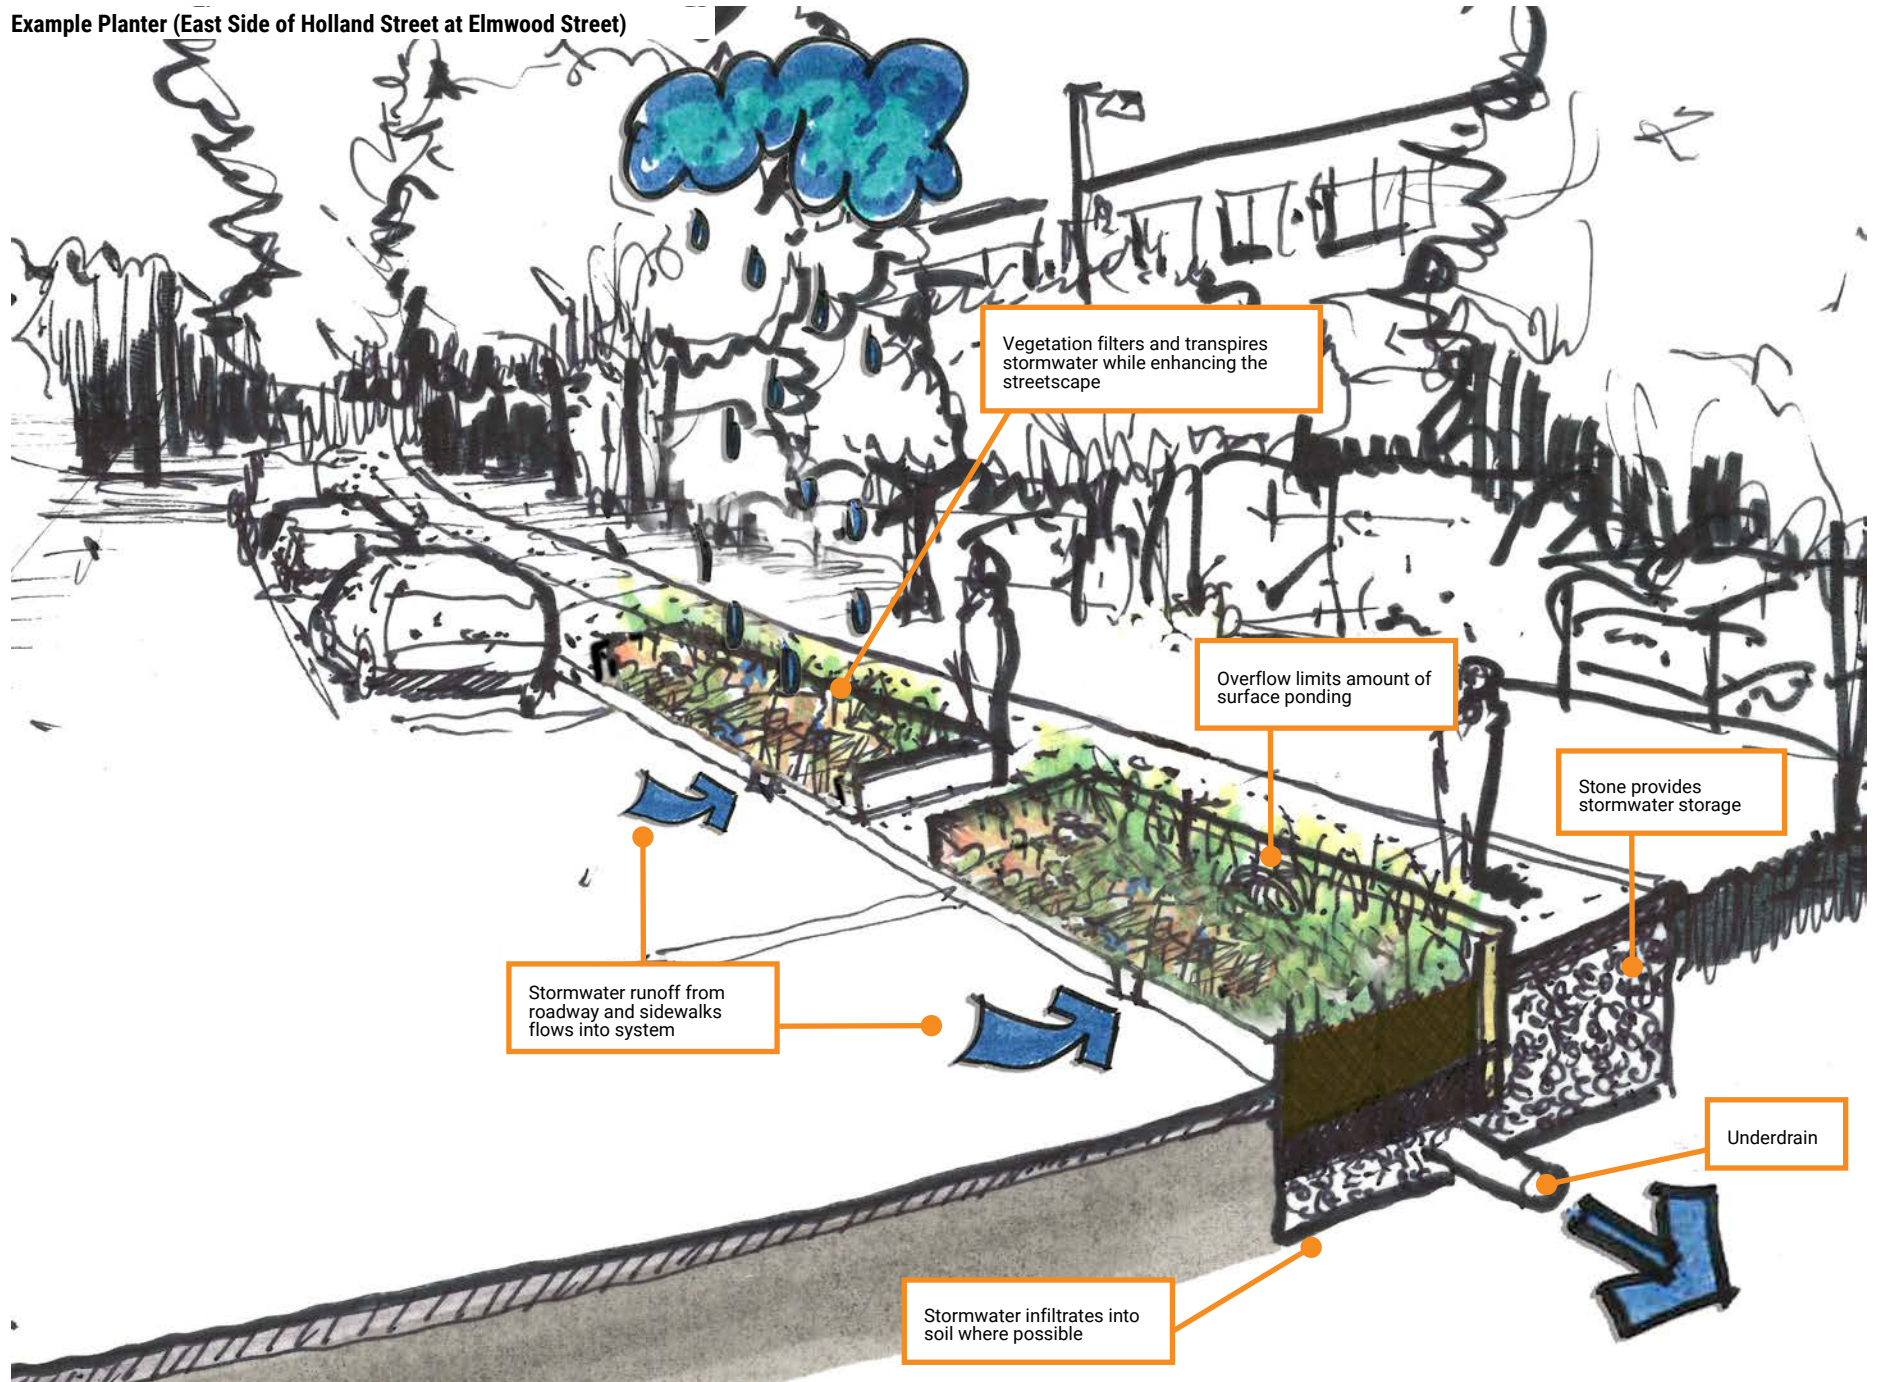 Example Planter (East Side of Holland Street at Elmwood Street)
Vegetation filters and transpires
stormwater while enhancing the
streetscape
Overflow limits amount of
surface ponding
Stone provides
stormwater storage
Stormwater runoff from
roadway and sidewalks
flows into system
Underdrain
Stormwater infiltrates into
soil where possible